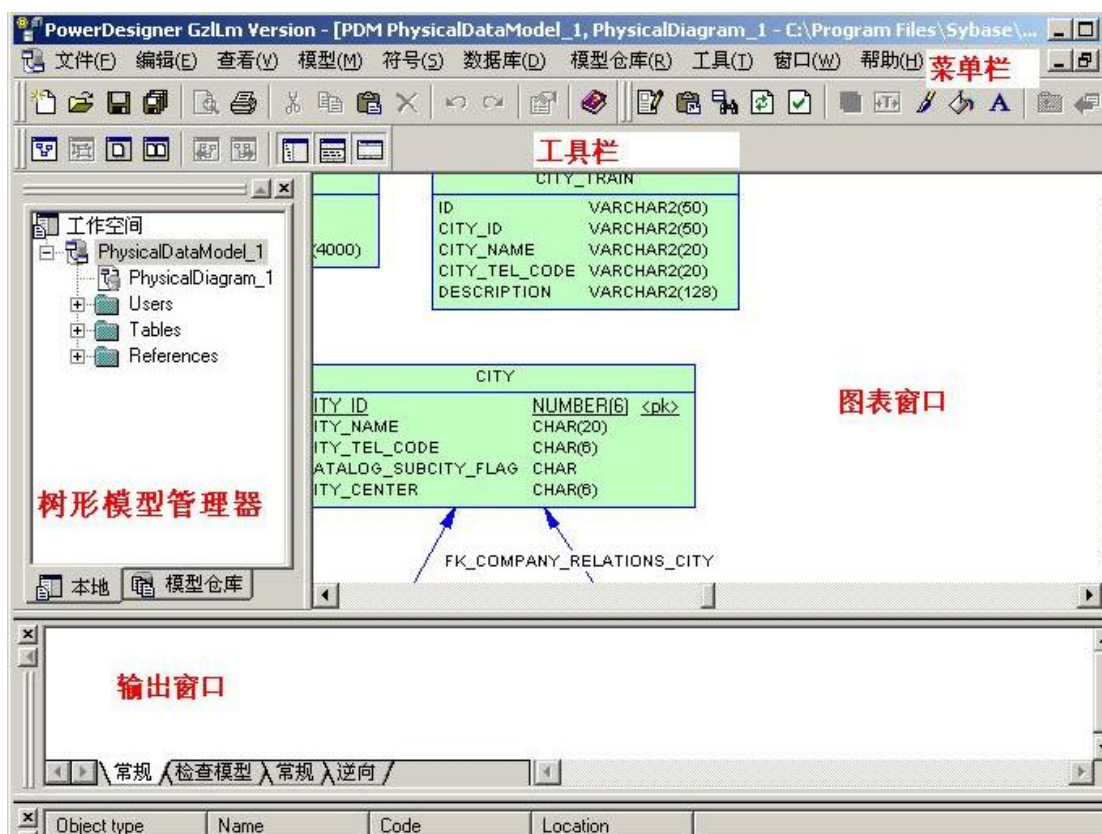 PowerDesigner GzlLm Version - [PDM PhysicalDataModel_1, PhysicalDiagram_1 - C:\Program Files\Sybase\...
文件(F) 编辑(E) 查看(V) 模型(M) 符号(S) 数据库(D) 模型仓库(R) 工具(T) 窗口(W) 帮助(H)
菜单栏
工具栏
工作空间
PhysicalDataModel_1
PhysicalDiagram_1
Users
Tables
References
树形模型管理器
本地 模型仓库
(4000)
CITY_TRAIN
ID VARCHAR2(50)
CITY_ID VARCHAR2(50)
CITY_NAME VARCHAR2(20)
CITY_TEL_CODE VARCHAR2(20)
DESCRIPTION VARCHAR2(128)
CITY
ITY_ID NUMBER(6) <pk>
ITY_NAME CHAR(20)
ITY_TEL_CODE CHAR(6)
ATALOG_SUBCITY_FLAG CHAR
ITY_CENTER CHAR(6)
FK_COMPANY_RELATIONS_CITY
图表窗口
输出窗口
常规 检查模型 常规 逆向
Object type Name Code Location